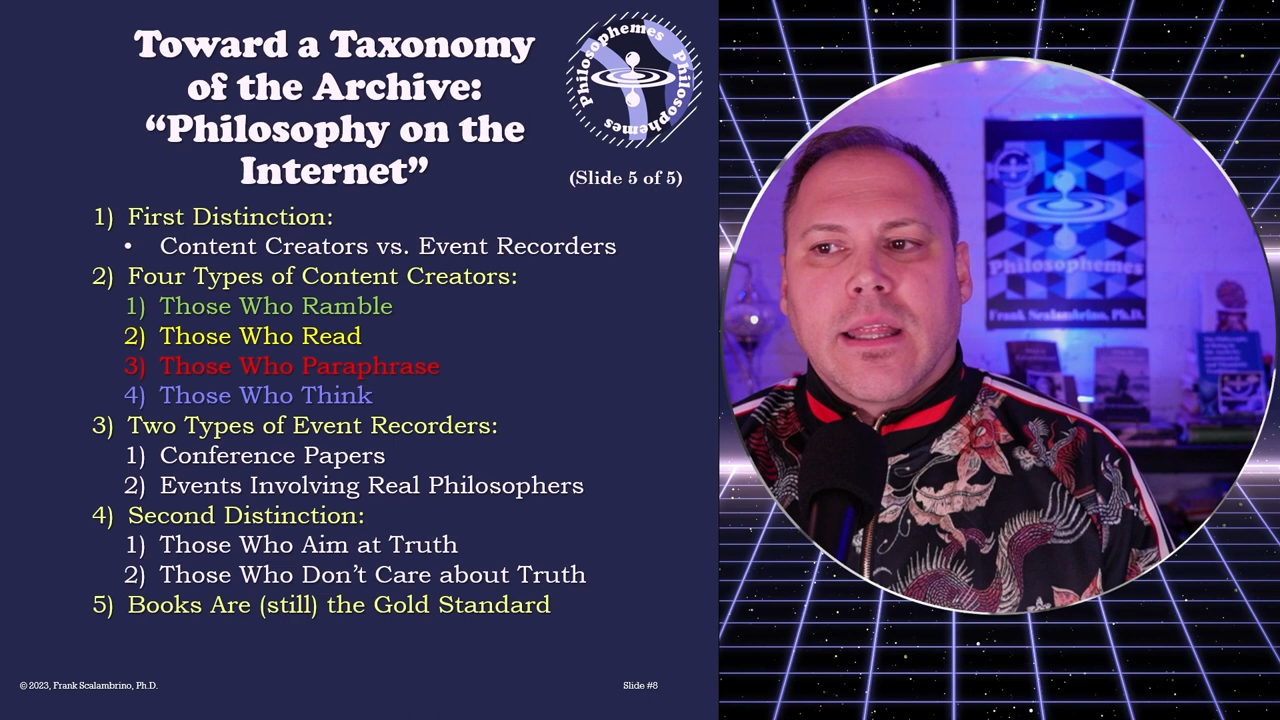 Toward a Taxonomy
of the Archive:
“Philosophy on the
Internet”
Philosophemes Philosophemes Philosophemes
(Slide 5 of 5)
1) First Distinction:
• Content Creators vs. Event Recorders
2) Four Types of Content Creators:
1) Those Who Ramble
2) Those Who Read
3) Those Who Paraphrase
4) Those Who Think
3) Two Types of Event Recorders:
1) Conference Papers
2) Events Involving Real Philosophers
4) Second Distinction:
1) Those Who Aim at Truth
2) Those Who Don’t Care about Truth
5) Books Are (still) the Gold Standard
© 2023, Frank Scalambrino, Ph.D.
Slide #8
Philosophemes
Frank Scalambrino, Ph.D.